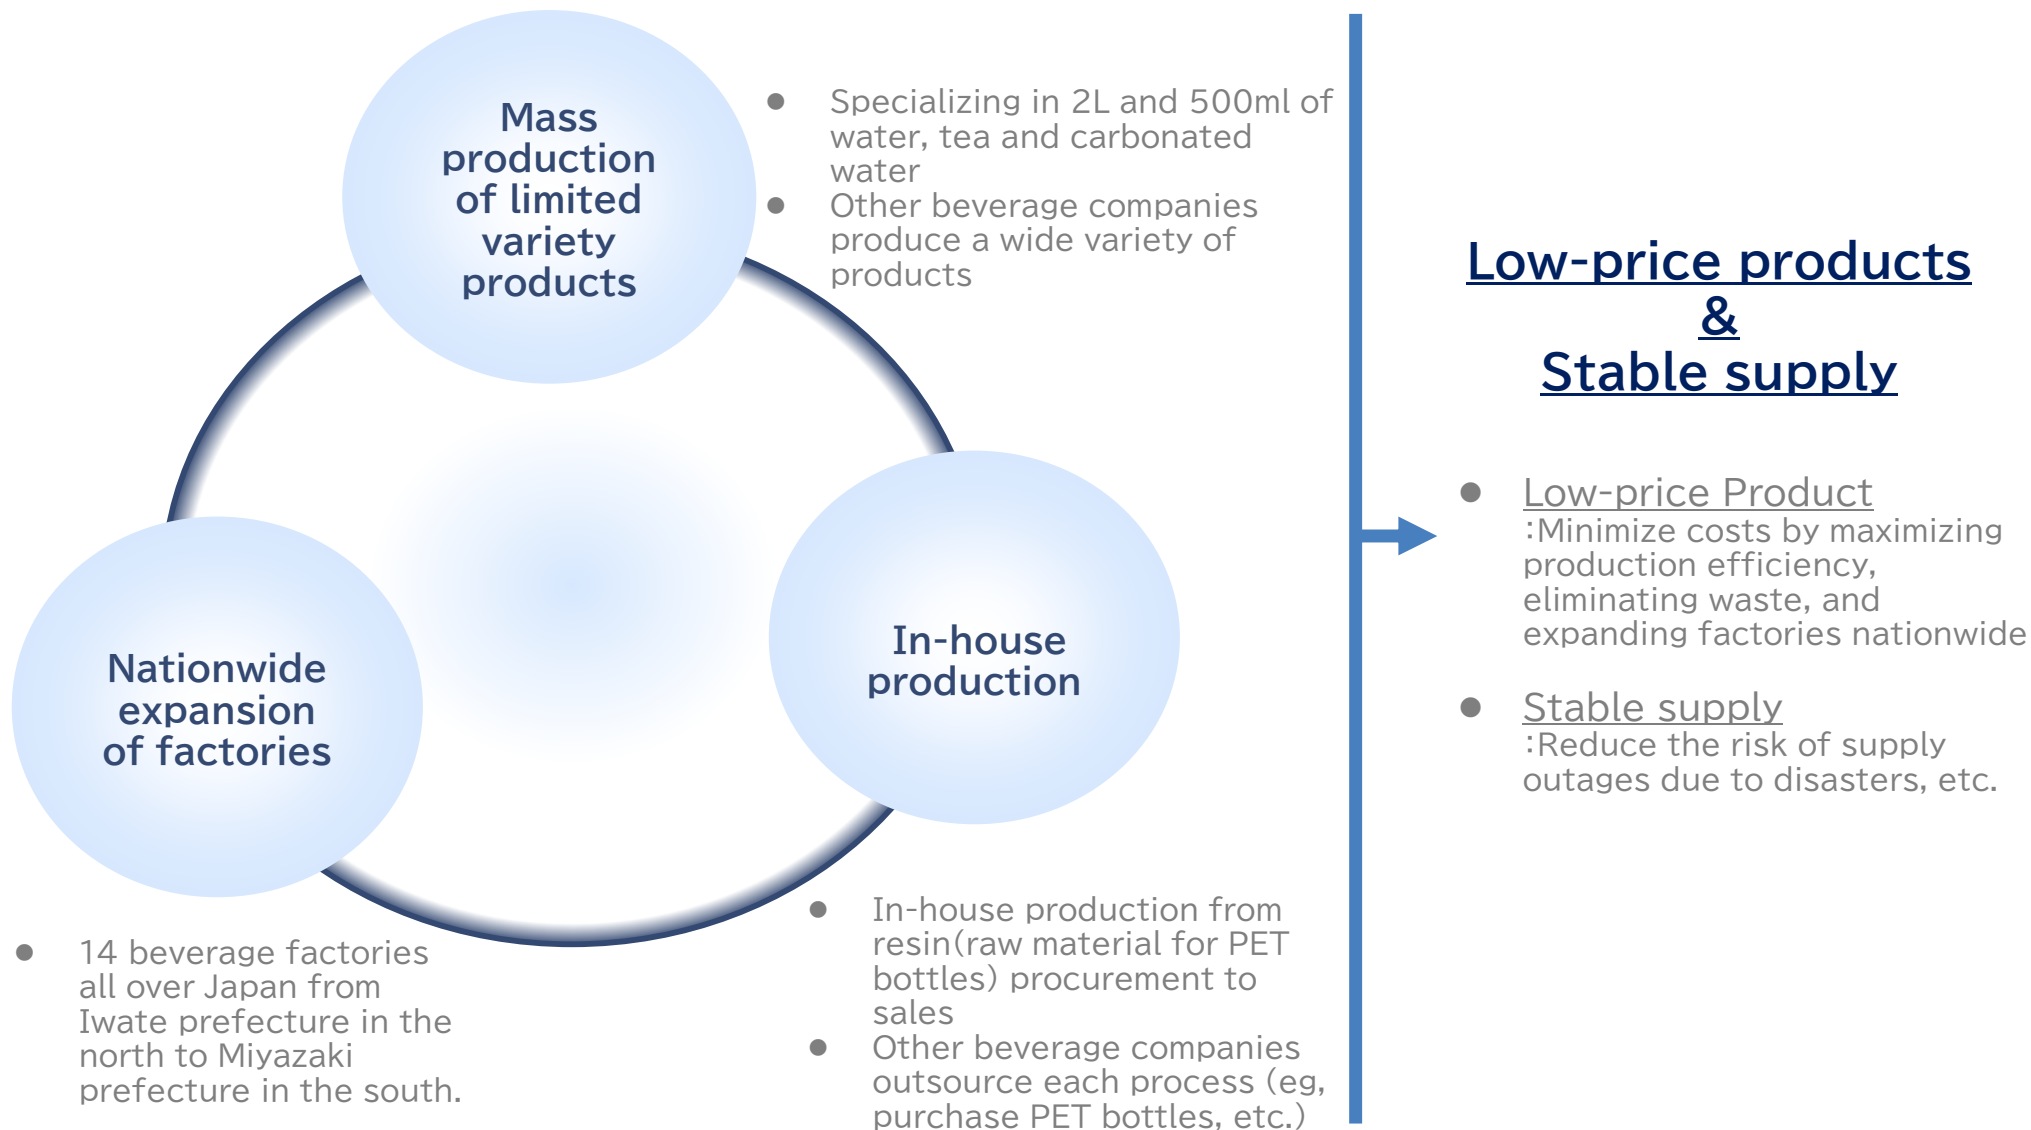 Mass
production
of limited
variety
products
● Specializing in 2L and 500ml of
water, tea and carbonated
water
● Other beverage companies
produce a wide variety of
products
In-house
production
● In-house production from
resin(raw material for PET
bottles) procurement to
sales
● Other beverage companies
outsource each process (eg,
purchase PET bottles, etc.)
Nationwide
expansion
of factories
● 14 beverage factories
all over Japan from
Iwate prefecture in the
north to Miyazaki
prefecture in the south.
Low-price products
&
Stable supply
● Low-price Product
:Minimize costs by maximizing
production efficiency,
eliminating waste, and
expanding factories nationwide
● Stable supply
:Reduce the risk of supply
outages due to disasters, etc.